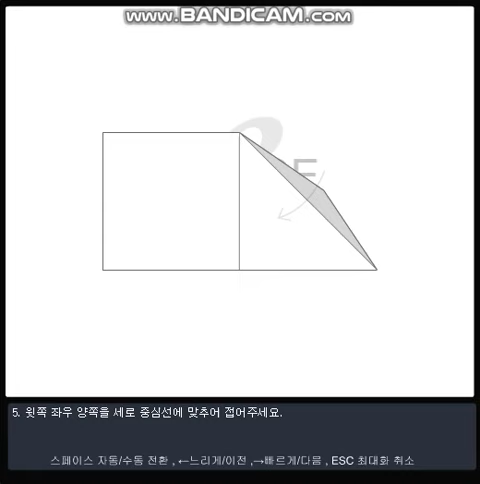 www.BANDICAM.com
F
5. 윗쪽 좌우 양쪽을 세로 중심선에 맞추어 접어주세요.
스페이스 자동/수동 전환 , ←느리게/이전 ,→빠르게/다음 , ESC 최대화 취소